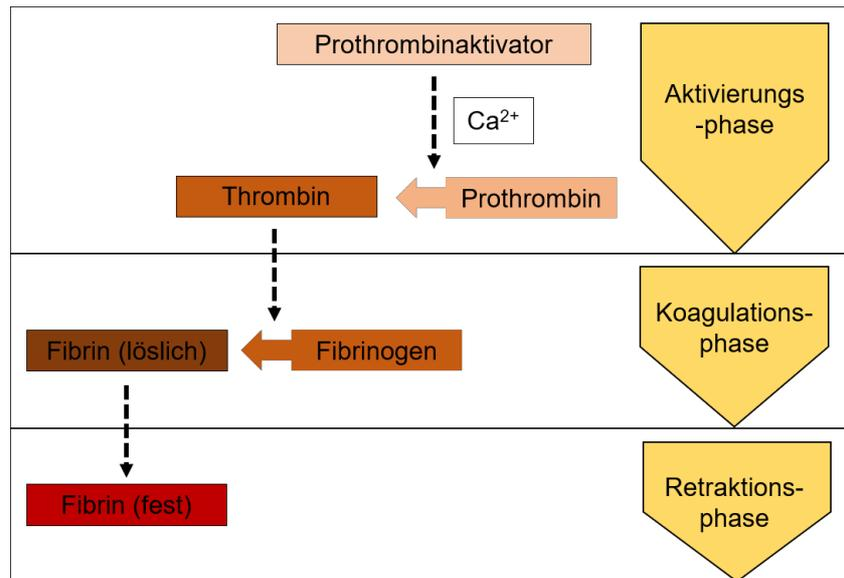 Prothrombinaktivator
Aktivierungs
-phase
Ca²⁺
Thrombin
Prothrombin
Koagulations-
phase
Fibrin (löslich)
Fibrinogen
Retraktions-
phase
Fibrin (fest)